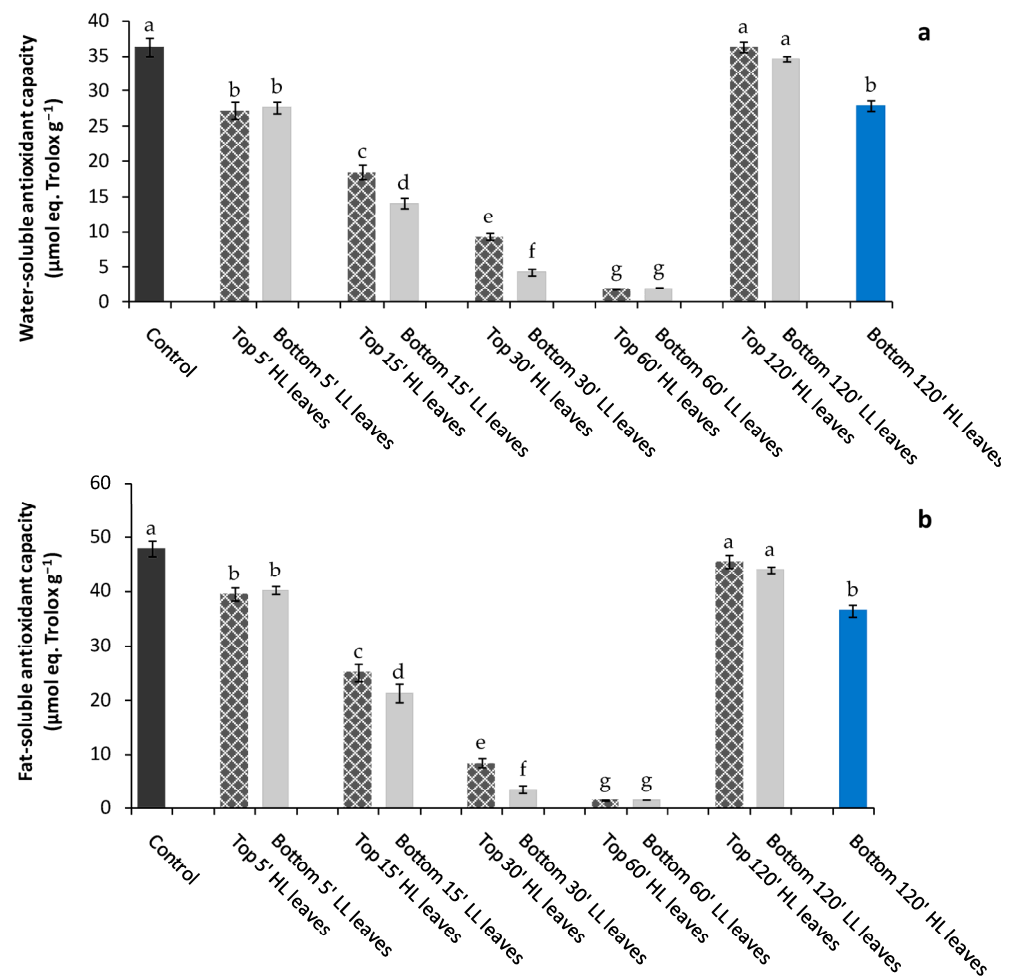 a
Water-soluble antioxidant capacity
(µmol eq. Trolox g⁻¹)
40
35
30
25
20
15
10
5
0
a
b
b
c
d
e
f
g
g
a
a
b
Control
Top 5' HL leaves
Bottom 5' LL leaves
Top 15' HL leaves
Bottom 15' LL leaves
Top 30' HL leaves
Bottom 30' LL leaves
Top 60' HL leaves
Bottom 60' LL leaves
Top 120' HL leaves
Bottom 120' LL leaves
Bottom 120' HL leaves
b
Fat-soluble antioxidant capacity
(µmol eq. Trolox g⁻¹)
60
50
40
30
20
10
0
a
b
b
c
d
e
f
g
g
a
a
b
Control
Top 5' HL leaves
Bottom 5' LL leaves
Top 15' HL leaves
Bottom 15' LL leaves
Top 30' HL leaves
Bottom 30' LL leaves
Top 60' HL leaves
Bottom 60' LL leaves
Top 120' HL leaves
Bottom 120' LL leaves
Bottom 120' HL leaves